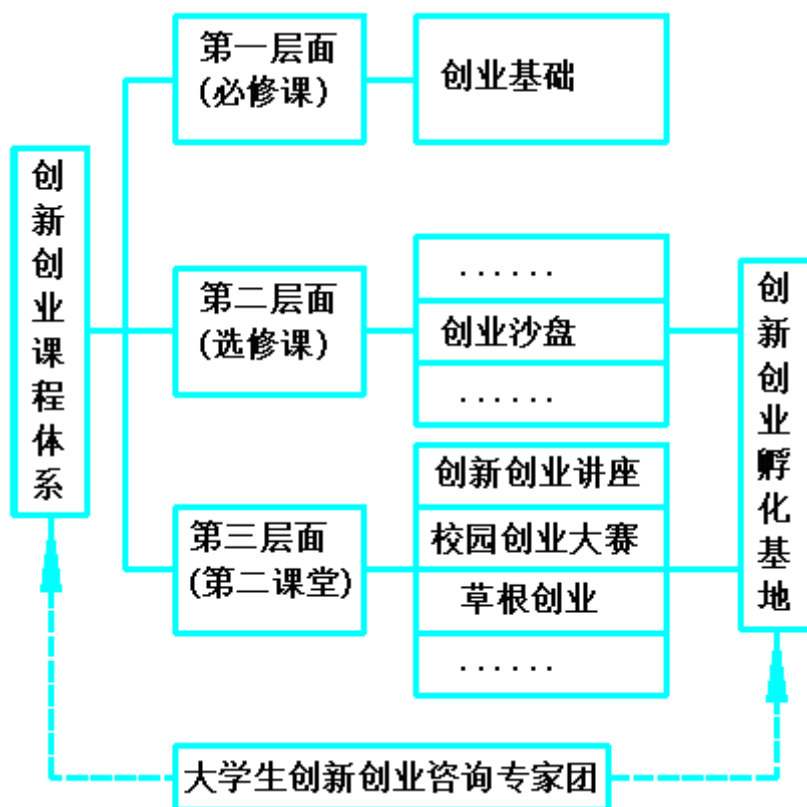 创新创业课程体系
第一层面
(必修课)
创业基础
第二层面
(选修课)
......
创业沙盘
......
第三层面
(第二课堂)
创新创业讲座
校园创业大赛
草根创业
......
创新创业孵化基地
大学生创新创业咨询专家团